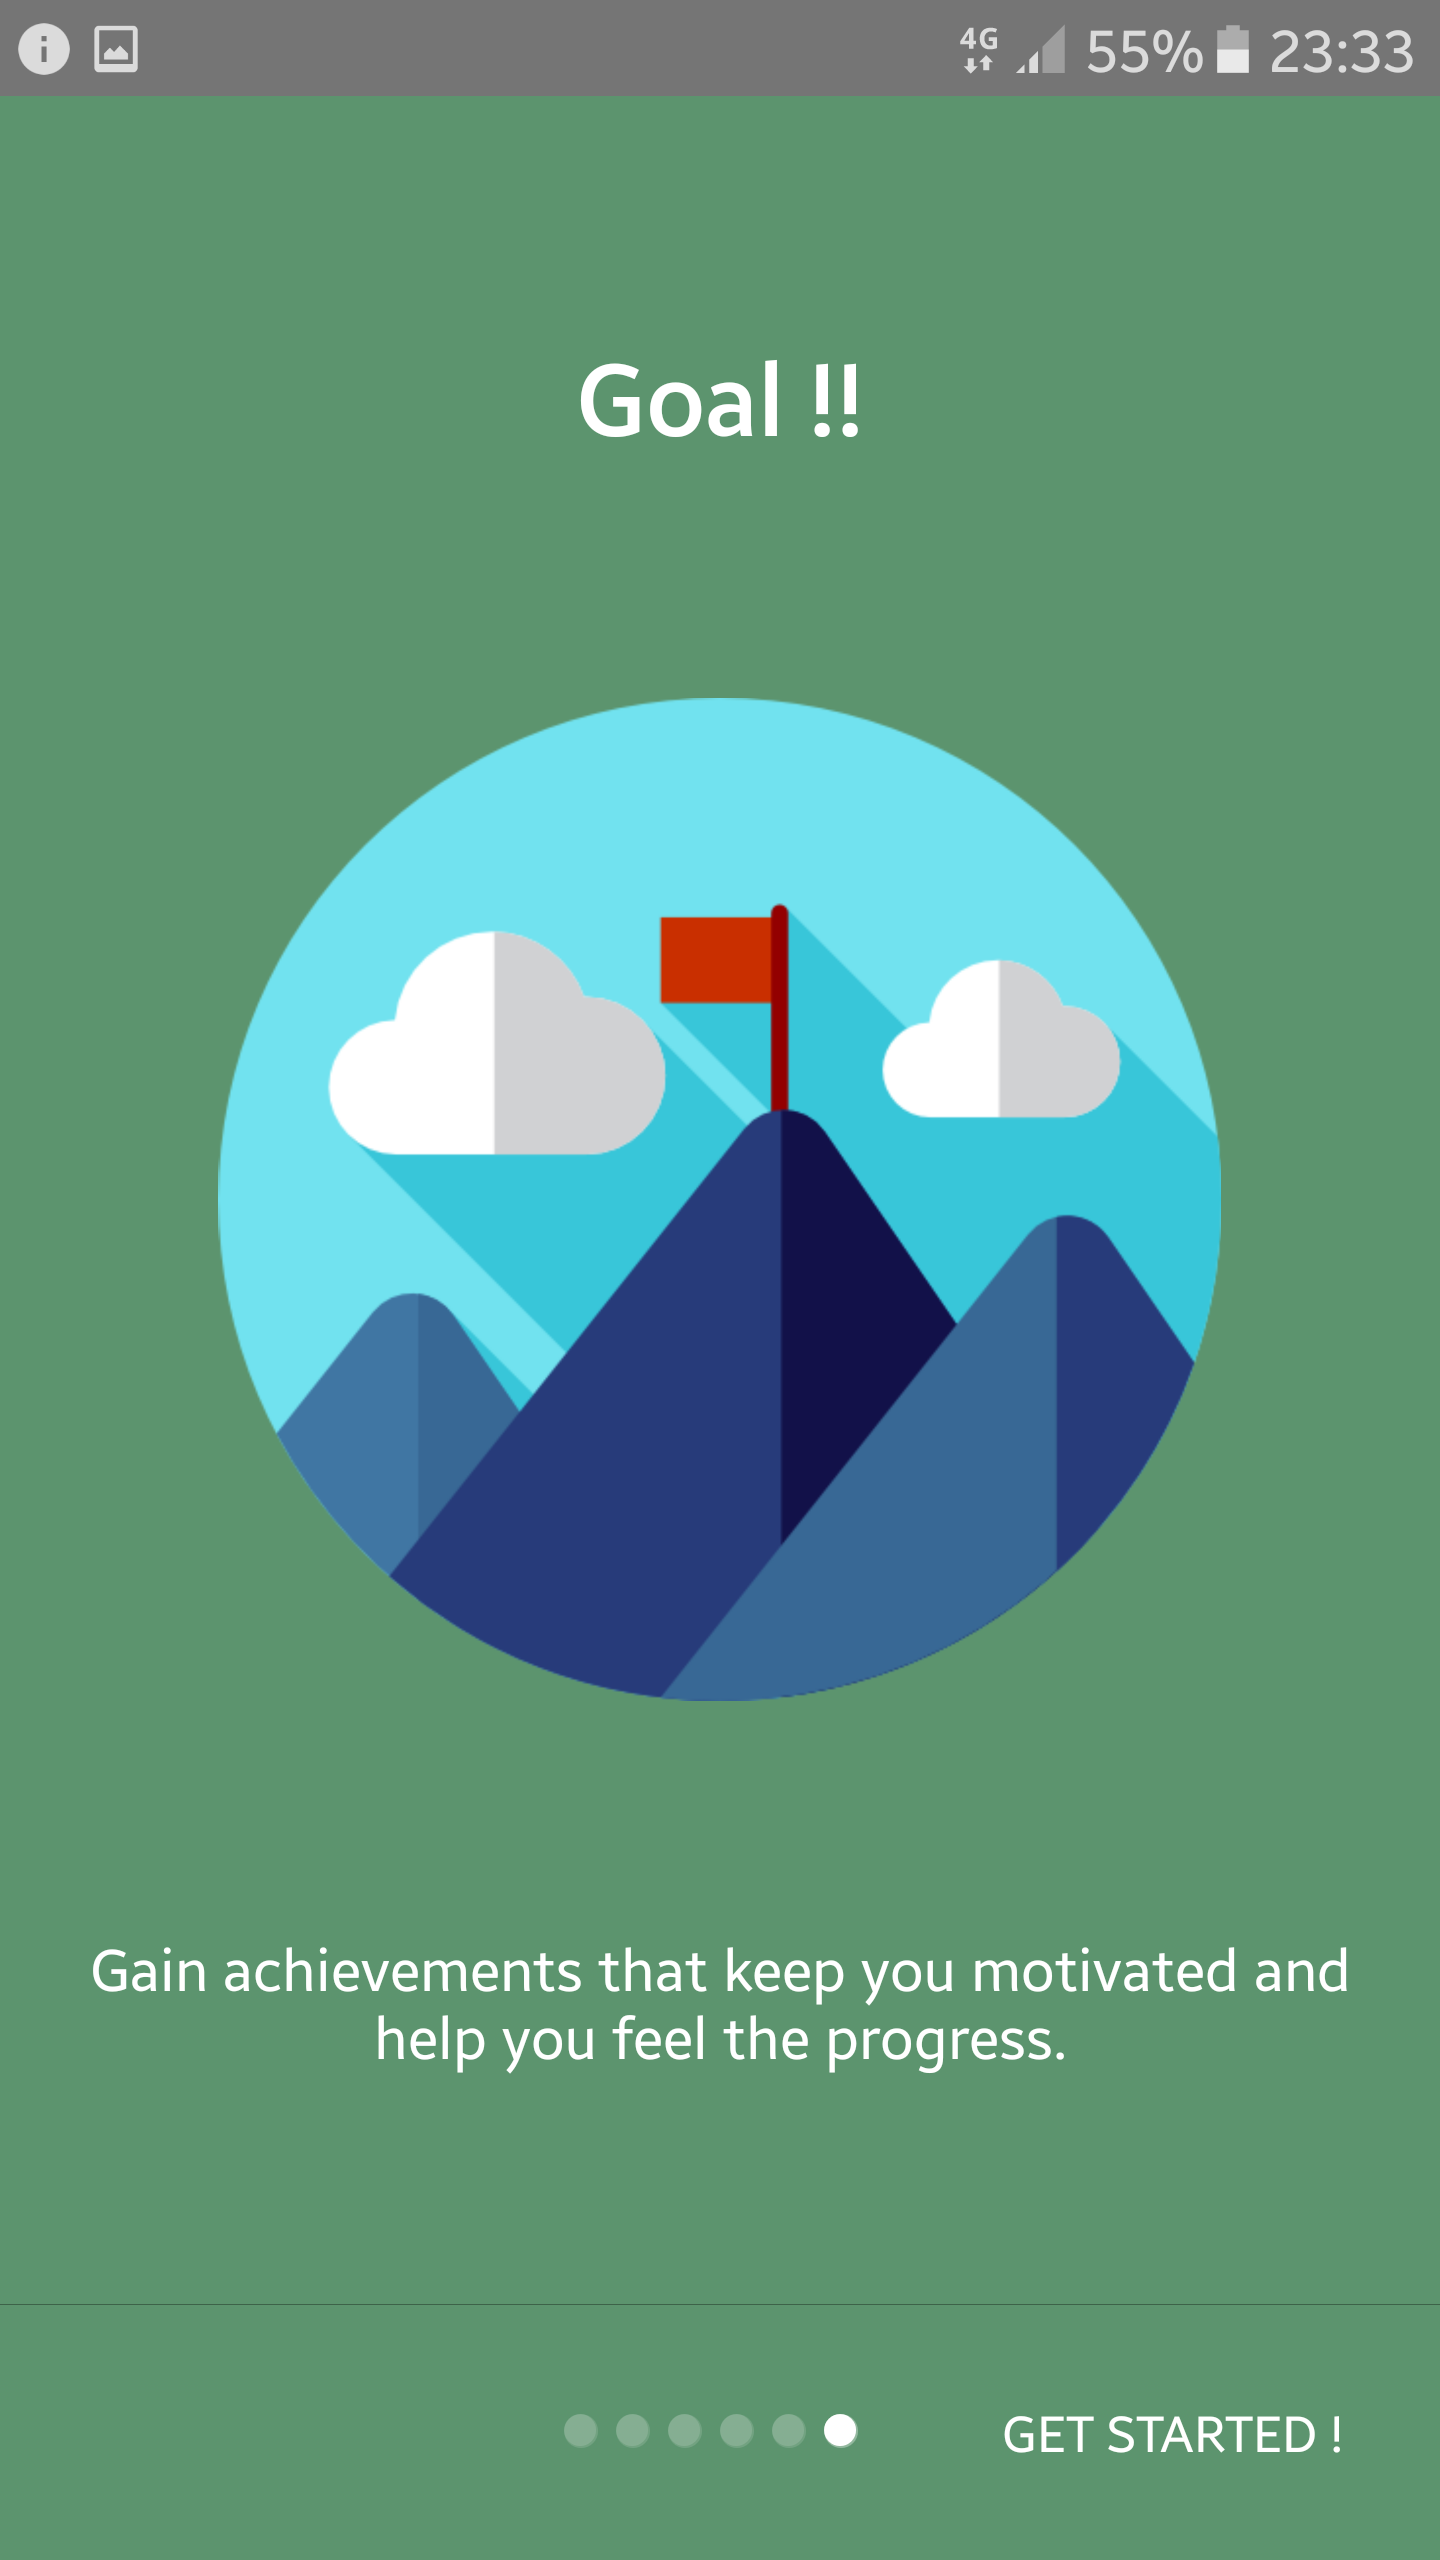 4G 55% 23:33
Goal !!
Gain achievements that keep you motivated and
help you feel the progress.
GET STARTED !